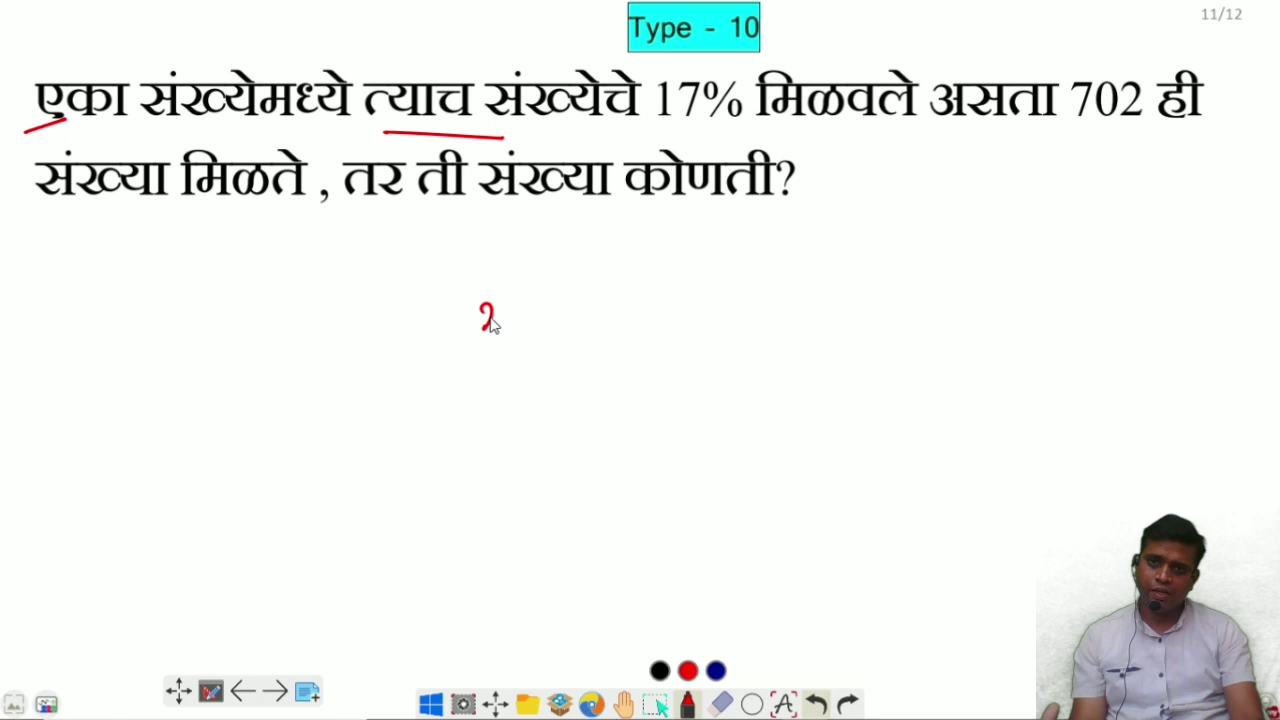 11/12
Type - 10
एका संख्येमध्ये त्याच संख्येचे 17% मिळवले असता 702 ही
संख्या मिळते , तर ती संख्या कोणती?